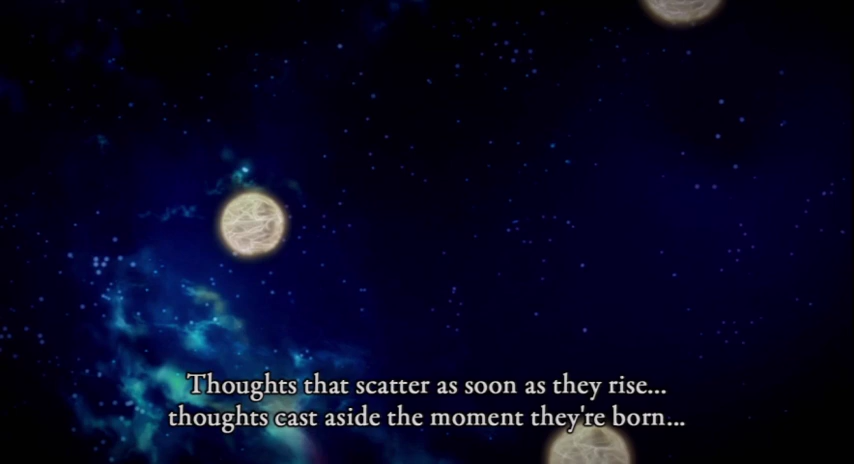 Thoughts that scatter as soon as they rise...
thoughts cast aside the moment they're born...